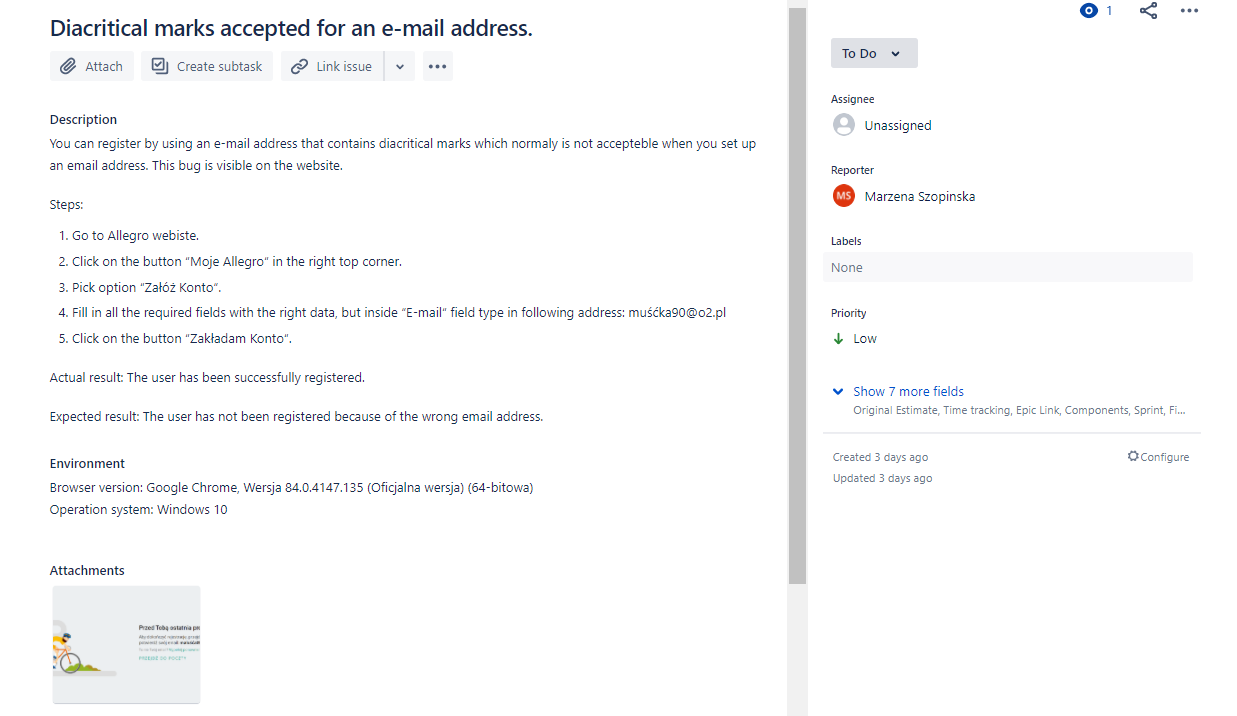 Diacritical marks accepted for an e-mail address.
Attach
Create subtask
Link issue
Description
You can register by using an e-mail address that contains diacritical marks which normaly is not accepteble when you set up
an email address. This bug is visible on the website.
Steps:
1. Go to Allegro webiste.
2. Click on the button “Moje Allegro” in the right top corner.
3. Pick option “Załóż Konto”.
4. Fill in all the required fields with the right data, but inside “E-mail” field type in following address: muśćka90@o2.pl
5. Click on the button “Zakładam Konto”.
Actual result: The user has been successfully registered.
Expected result: The user has not been registered because of the wrong email address.
Environment
Browser version: Google Chrome, Wersja 84.0.4147.135 (Oficjalna wersja) (64-bitowa)
Operation system: Windows 10
Attachments
Przed Tobą ostatnia
PRZEJDŹ DO POCZTY
1
To Do
Assignee
Unassigned
Reporter
MS Marzena Szopinska
Labels
None
Priority
Low
Show 7 more fields
Original Estimate, Time tracking, Epic Link, Components, Sprint, Fi...
Created 3 days ago
Configure
Updated 3 days ago